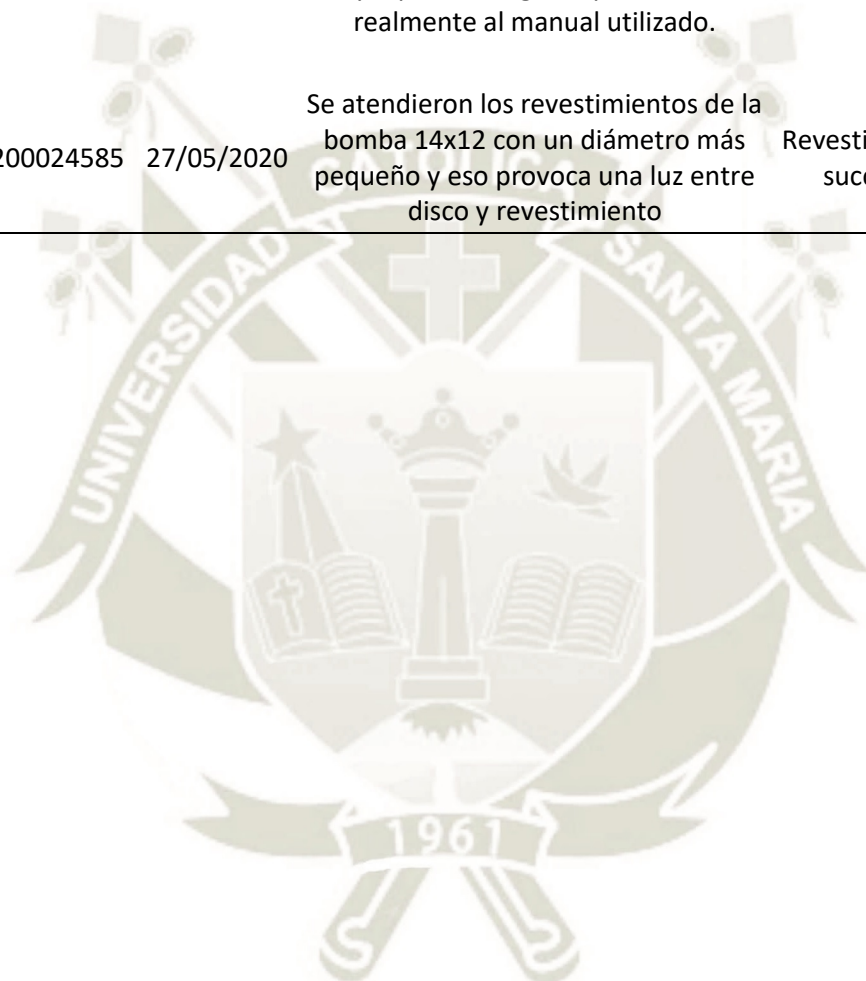 realmente al manual utilizado.
Se atendieron los revestimientos de la
200024585 27/05/2020 bomba 14x12 con un diámetro más
pequeño y eso provoca una luz entre
disco y revestimiento
CATOLICA
UNIVERSIDAD
SANTA MARIA
1961